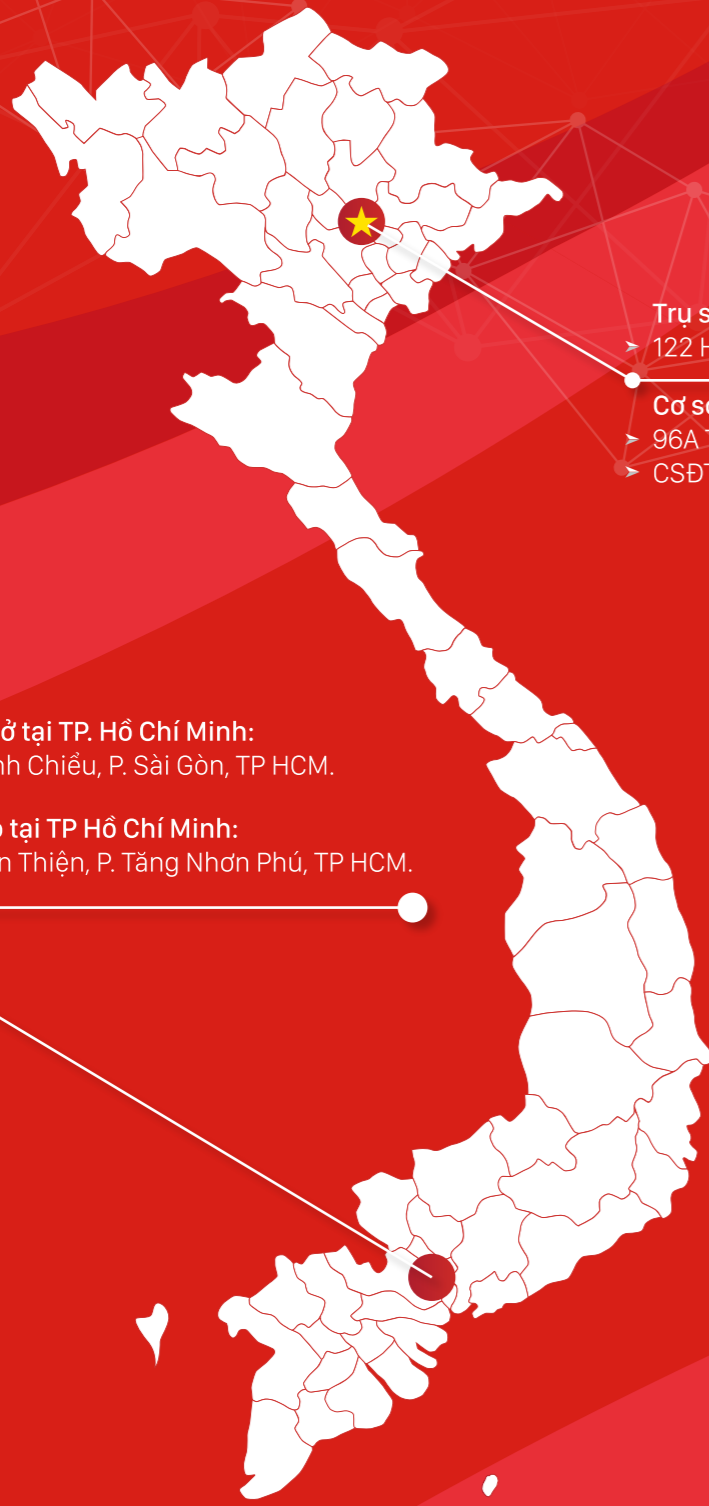 Trụ s
122 H
Cơ sở
96A T
CSĐT
ở tại TP. Hồ Chí Minh:
nh Chiểu, P. Sài Gòn, TP HCM.
o tại TP Hồ Chí Minh:
n Thiện, P. Tăng Nhơn Phú, TP HCM.